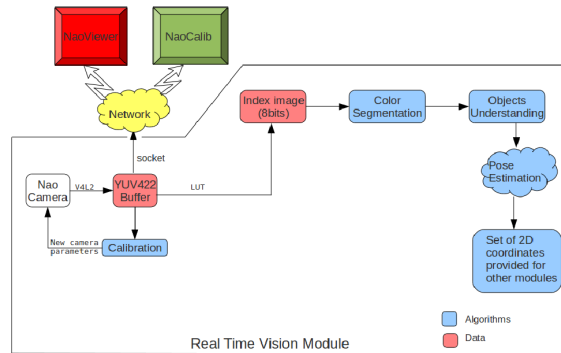 NaoViewer
NaoCalib
Network
Index image
(8bits)
Color
Segmentation
Objects
Understanding
socket
Pose
Estimation
Nao
Camera
V4L2
YUV422
Buffer
LUT
New camera
parameters
Calibration
Set of 2D
coordinates
provided for
other modules
Algorithms
Data
Real Time Vision Module